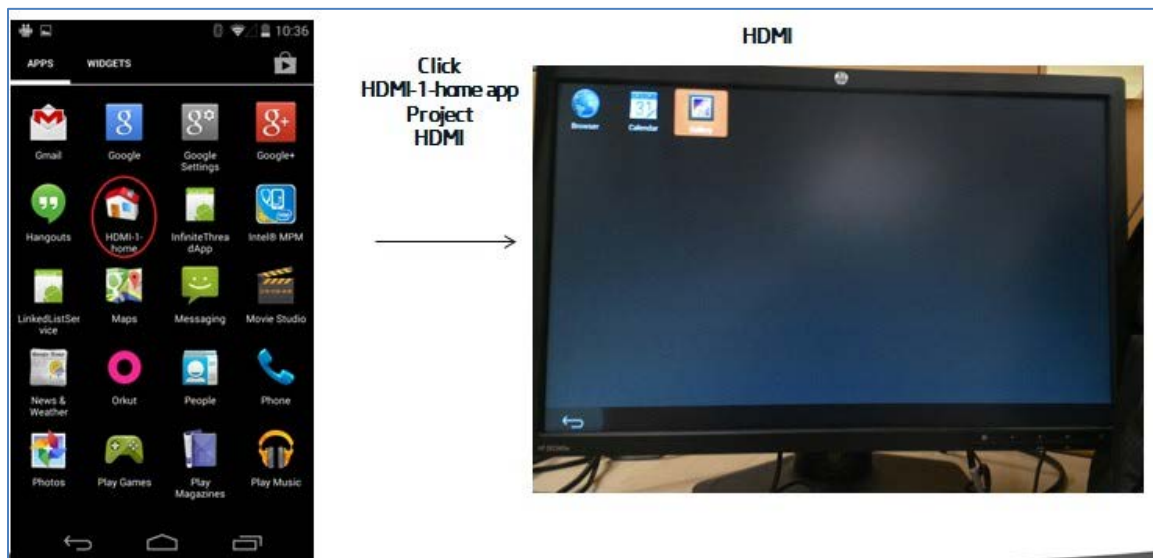 10:36
APPS WIDGETS
Gmail Google Google Google+
Settings
Hangouts HDMI-1- InfiniteThrea Intel® MPM
home dApp
LinkedListSer Maps Messaging Movie Studio
vice
News & Orkut People Phone
Weather
Photos Play Games Play Play Music
Magazines
Click
HDMI-1-home app
Project
HDMI
HDMI
hp
Browser Calendar
31